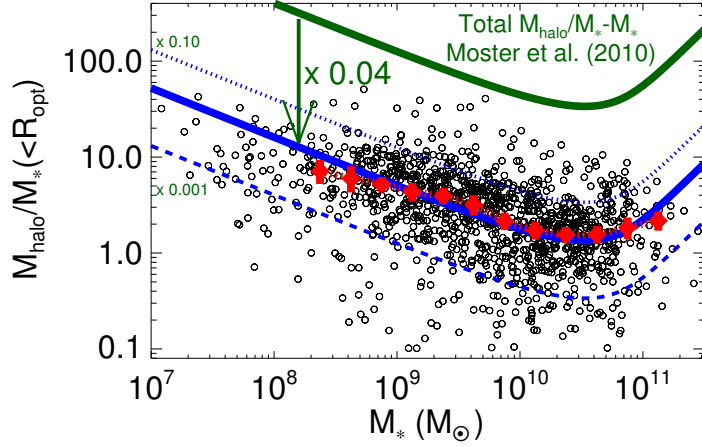 Total M_halo/M_*-M_*
Moster et al. (2010)
x 0.10
x 0.04
x 0.001
100.0
10.0
1.0
0.1
M_halo/M_*(<R_opt)
10^7
10^8
10^9
10^10
10^11
M_* (M_☉)